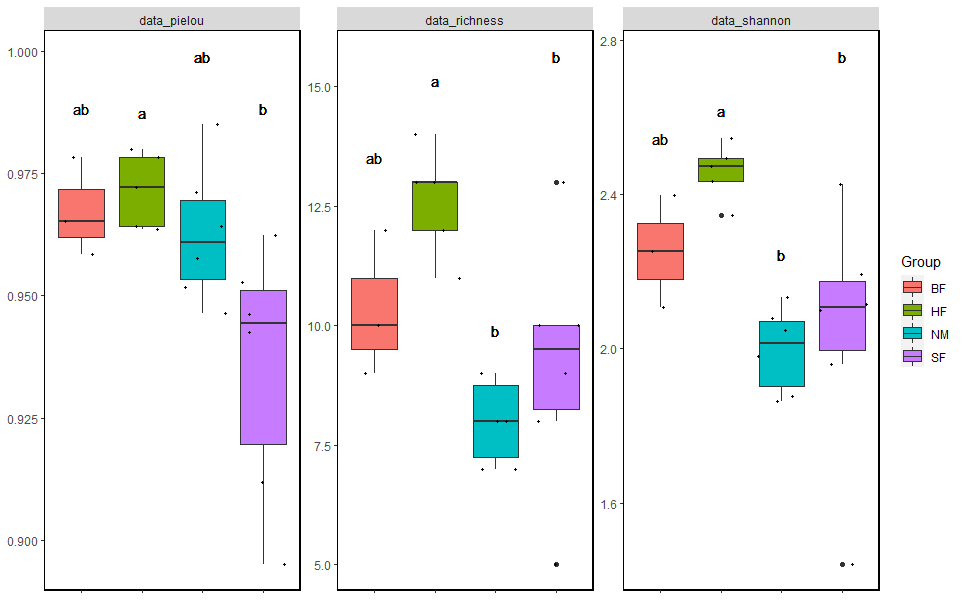 data_pielou
data_richness
data_shannon
1.000
0.975
0.950
0.925
0.900
ab
a
ab
b
15.0
12.5
10.0
7.5
5.0
ab
a
b
b
2.8
2.4
2.0
1.6
ab
a
b
b
Group
BF
HF
NM
SF